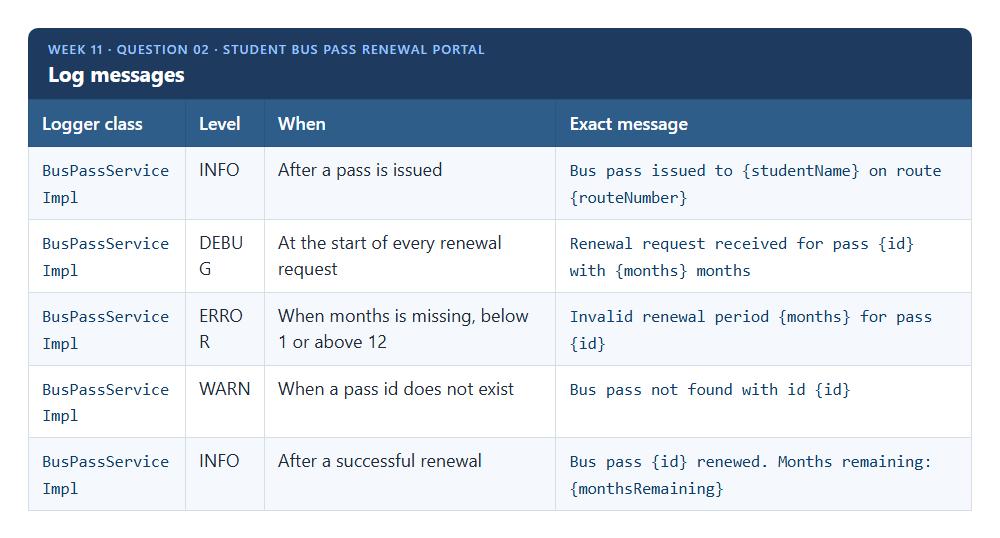 WEEK 11 · QUESTION 02 · STUDENT BUS PASS RENEWAL PORTAL
Log messages
Logger class Level When Exact message
BusPassService INFO After a pass is issued Bus pass issued to {studentName} on route
Impl {routeNumber}
BusPassService DEBU At the start of every renewal Renewal request received for pass {id}
Impl G request with {months} months
BusPassService ERRO When months is missing, below Invalid renewal period {months} for pass
Impl R 1 or above 12 {id}
BusPassService WARN When a pass id does not exist Bus pass not found with id {id}
Impl
BusPassService INFO After a successful renewal Bus pass {id} renewed. Months remaining:
Impl {monthsRemaining}